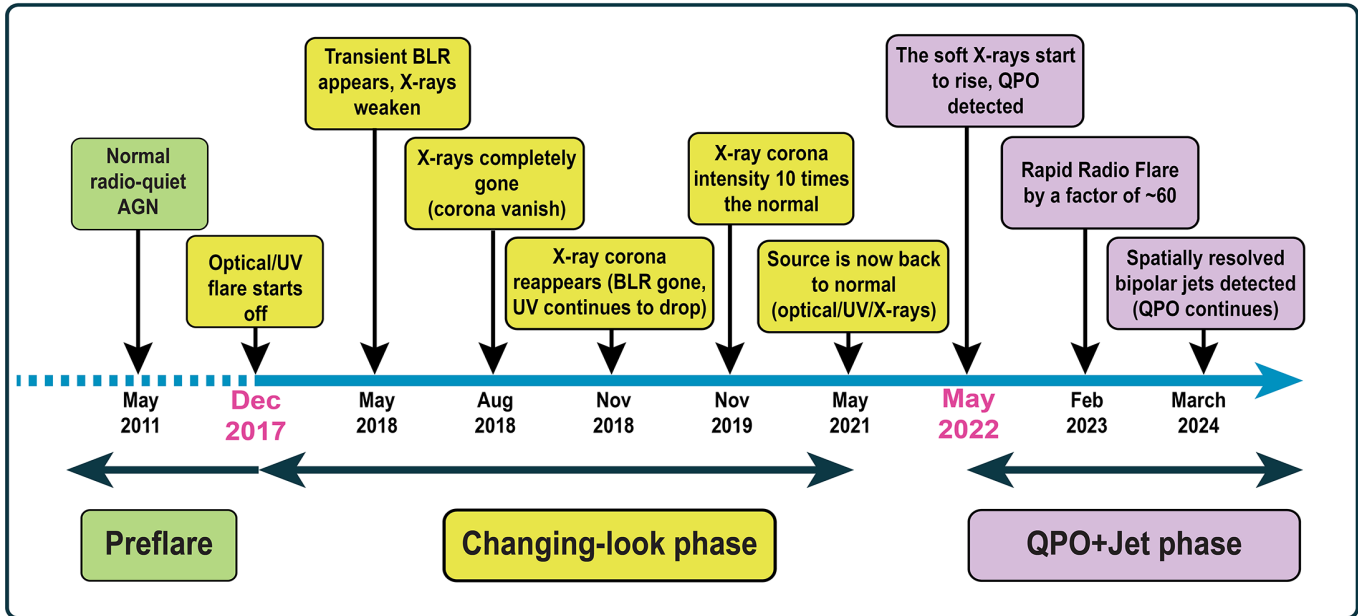 Normal
radio-quiet
AGN
Optical/UV
flare starts
off
Transient BLR
appears, X-rays
weaken
X-rays completely
gone
(corona vanish)
X-ray corona
reappears (BLR gone,
UV continues to drop)
X-ray corona
intensity 10 times
the normal
Source is now back
to normal
(optical/UV/X-rays)
The soft X-rays start
to rise, QPO
detected
Rapid Radio Flare
by a factor of ~60
Spatially resolved
bipolar jets detected
(QPO continues)
May
2011
Dec
2017
May
2018
Aug
2018
Nov
2018
Nov
2019
May
2021
May
2022
Feb
2023
March
2024
Preflare
Changing-look phase
QPO+Jet phase